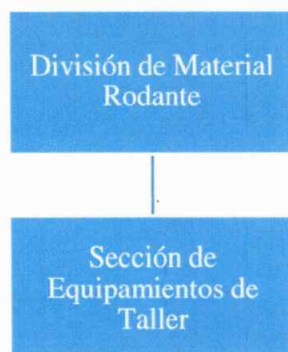 División de Material
Rodante
Sección de
Equipamientos de
Taller